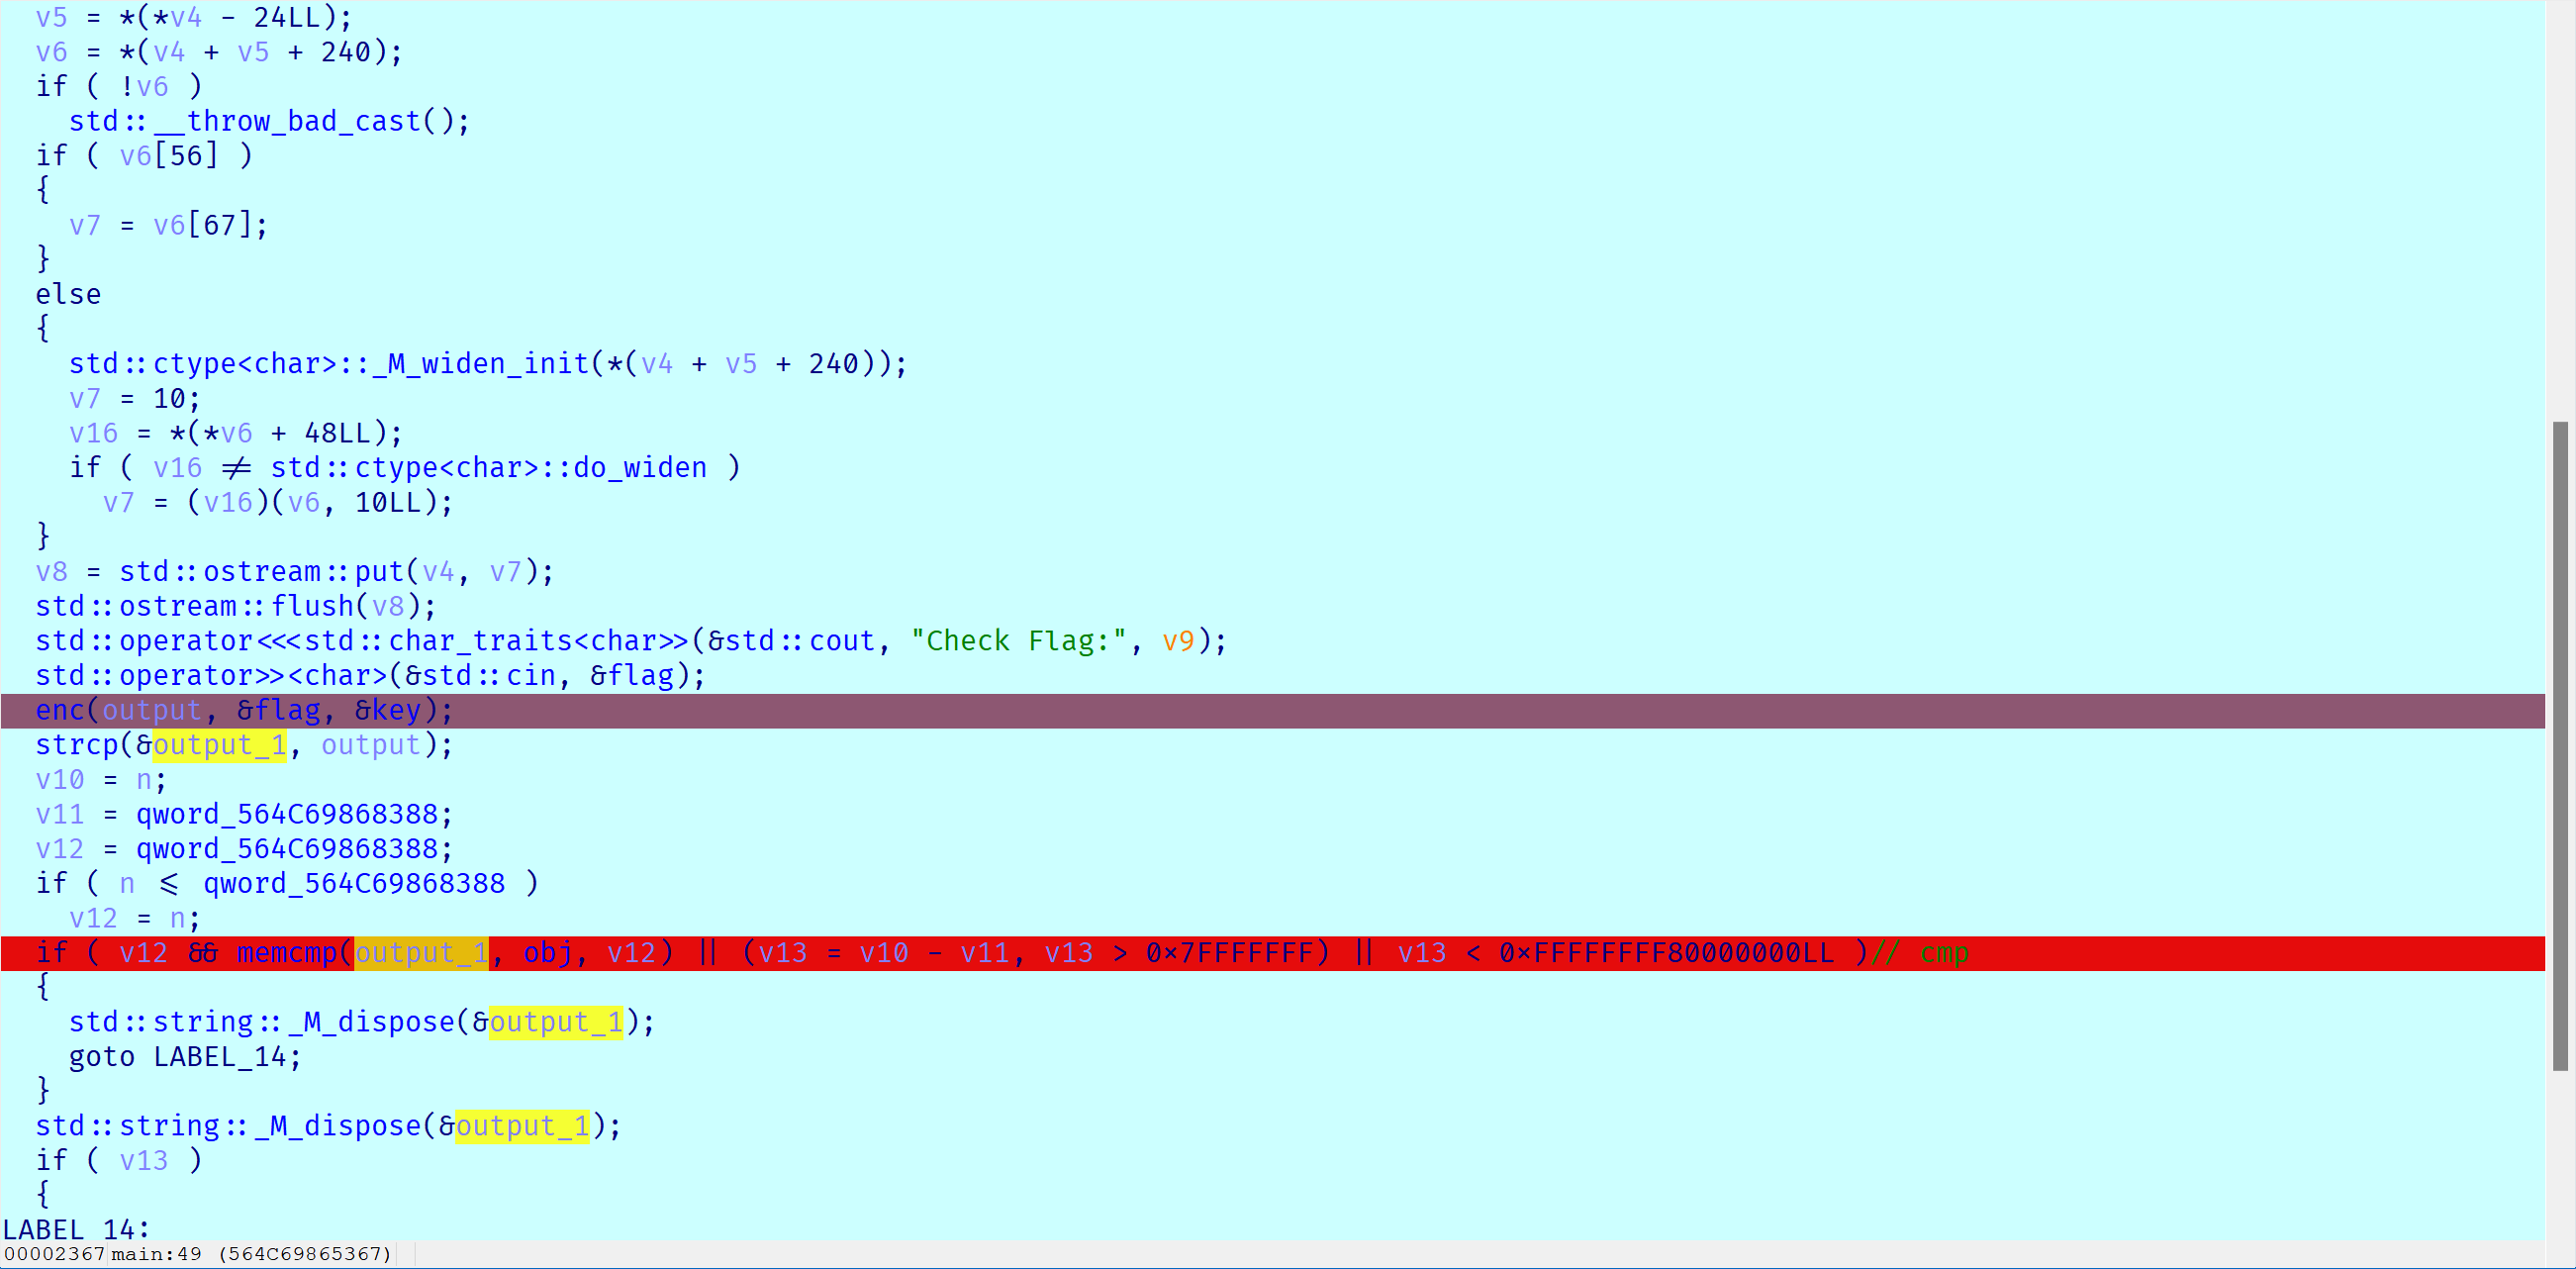 v5 = *(*v4 - 24LL);
v6 = *(v4 + v5 + 240);
if ( !v6 )
std::__throw_bad_cast();
if ( v6[56] )
{
v7 = v6[67];
}
else
{
std::ctype<char>::_M_widen_init(*(v4 + v5 + 240));
v7 = 10;
v16 = *(*v6 + 48LL);
if ( v16 != std::ctype<char>::do_widen )
v7 = (v16)(v6, 10LL);
}
v8 = std::ostream::put(v4, v7);
std::ostream::flush(v8);
std::operator<<<std::char_traits<char>>(&std::cout, "Check Flag:", v9);
std::operator>><char>(&std::cin, &flag);
enc(output, &flag, &key);
strcp(&output_1, output);
v10 = n;
v11 = qword_564C69868388;
v12 = qword_564C69868388;
if ( n <= qword_564C69868388 )
v12 = n;
if ( v12 && memcmp(output_1, obj, v12) || (v13 = v10 - v11, v13 > 0x7FFFFFFF) || v13 < 0xFFFFFFFF80000000LL )// cmp
{
std::string::_M_dispose(&output_1);
goto LABEL_14;
}
std::string::_M_dispose(&output_1);
if ( v13 )
{
LABEL_14:
00002367 main:49 (564C69865367)